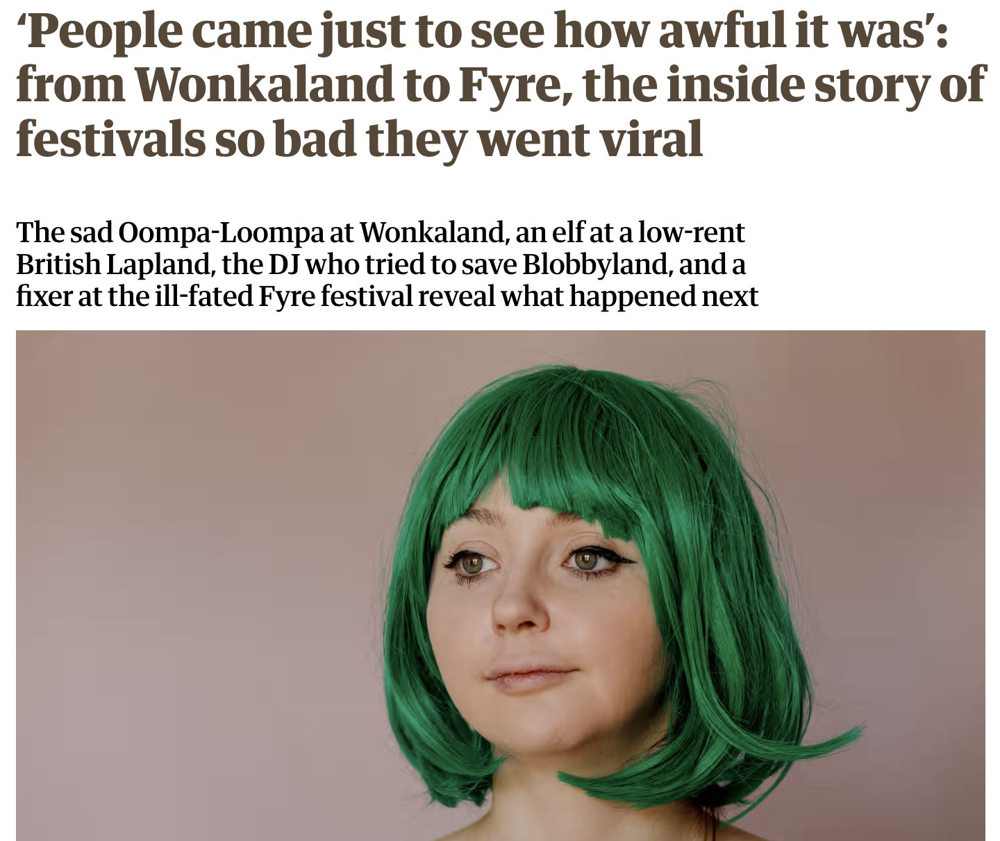 ‘People came just to see how awful it was’:
from Wonkaland to Fyre, the inside story of
festivals so bad they went viral
The sad Oompa-Loompa at Wonkaland, an elf at a low-rent
British Lapland, the DJ who tried to save Blobbyland, and a
fixer at the ill-fated Fyre festival reveal what happened next